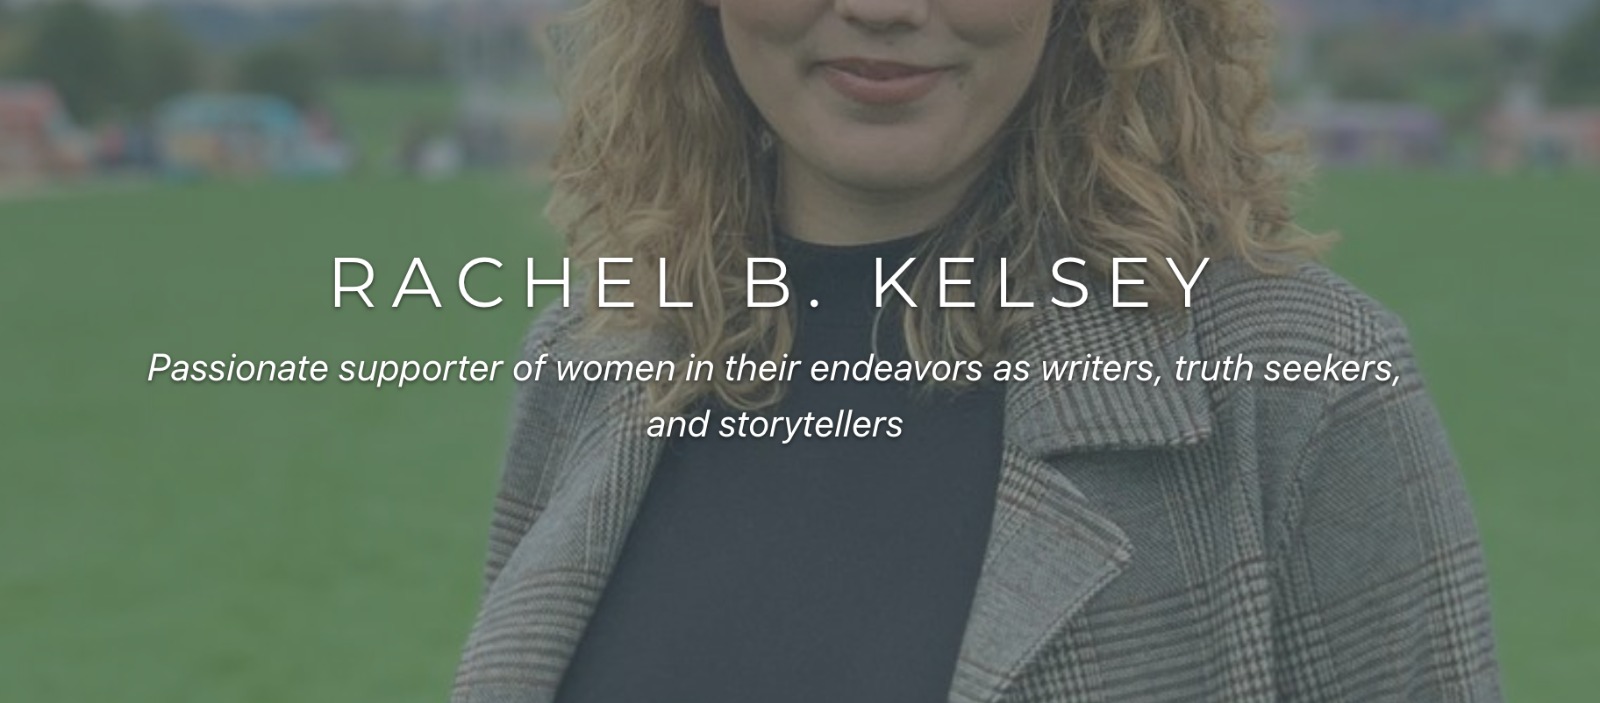 RACHEL B. KELSEY
Passionate supporter of women in their endeavors as writers, truth seekers,
and storytellers